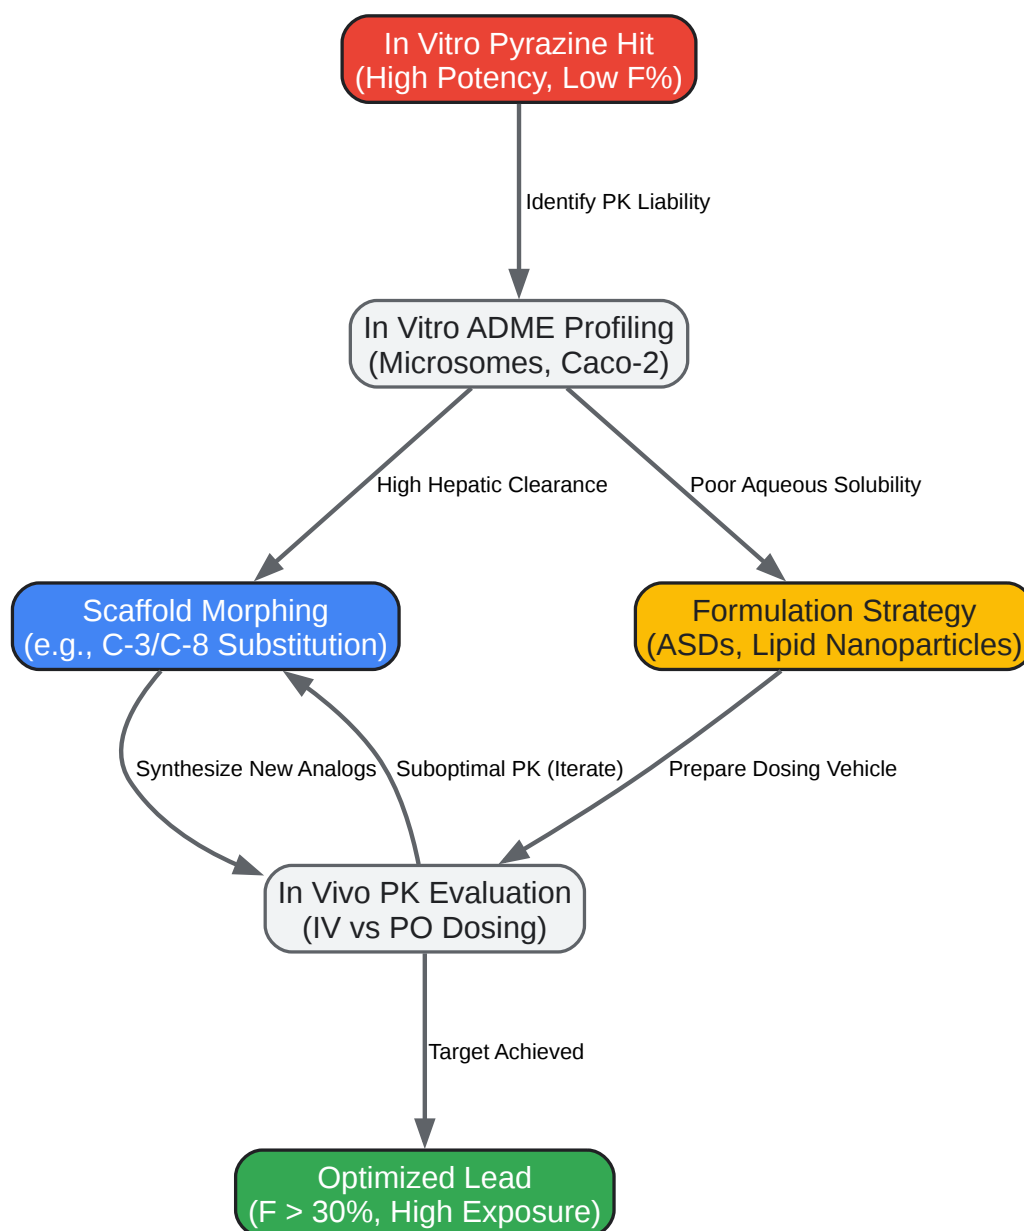 In Vitro Pyrazine Hit
(High Potency, Low F%)
Identify PK Liability
In Vitro ADME Profiling
(Microsomes, Caco-2)
High Hepatic Clearance
Poor Aqueous Solubility
Scaffold Morphing
(e.g., C-3/C-8 Substitution)
Formulation Strategy
(ASDs, Lipid Nanoparticles)
Synthesize New Analogs
Suboptimal PK (Iterate)
Prepare Dosing Vehicle
In Vivo PK Evaluation
(IV vs PO Dosing)
Target Achieved
Optimized Lead
(F > 30%, High Exposure)